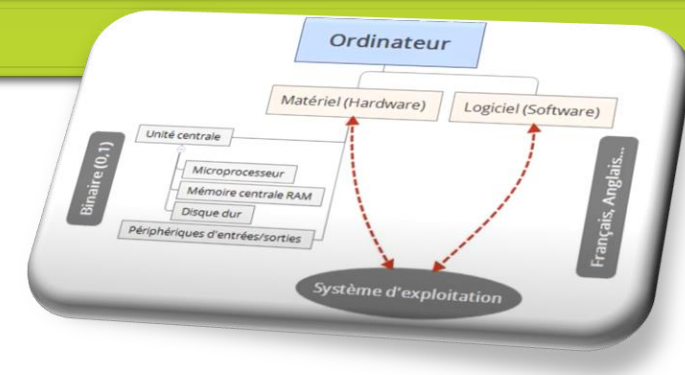 Ordinateur
Matériel (Hardware)
Logiciel (Software)
Unité centrale
Microprocesseur
Mémoire centrale RAM
Disque dur
Périphériques d'entrées/sorties
Binaire (0,1)
Français, Anglais...
Système d'exploitation